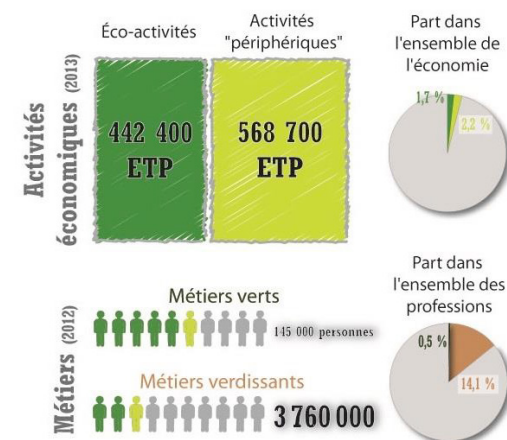 Activités
économiques (2013)
Éco-activités
442 400
ETP
Activités
"périphériques"
568 700
ETP
Part dans
l'ensemble de
l'économie
1,7 %
2,2 %
Métiers (2012)
Métiers verts
145 000 personnes
Métiers verdissants
3 760 000
Part dans
l'ensemble des
professions
0,5 %
14,1 %